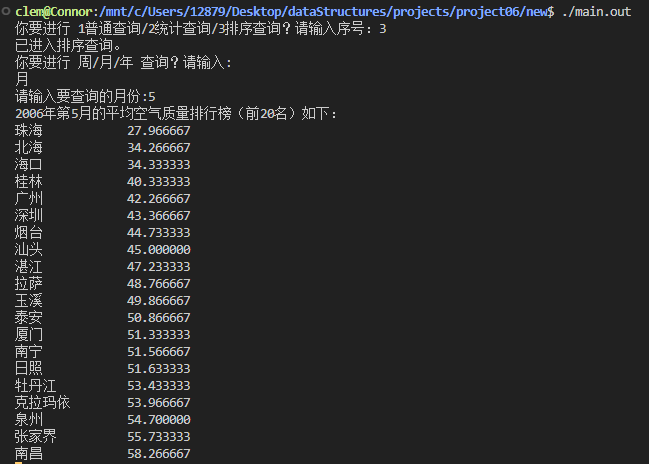 clem@Connor:/mnt/c/Users/12879/Desktop/dataStructures/projects/project06/new$ ./main.out
你要进行 1普通查询/2统计查询/3排序查询？请输入序号：3
已进入排序查询。
你要进行 周/月/年 查询？请输入:
月
请输入要查询的月份:5
2006年第5月的平均空气质量排行榜（前20名）如下：
珠海 27.966667
北海 34.266667
海口 34.333333
桂林 40.333333
广州 42.266667
深圳 43.366667
烟台 44.733333
汕头 45.000000
湛江 47.233333
拉萨 48.766667
玉溪 49.866667
泰安 50.866667
厦门 51.333333
南宁 51.566667
日照 51.633333
牡丹江 53.433333
克拉玛依 53.966667
泉州 54.700000
张家界 55.733333
南昌 58.266667